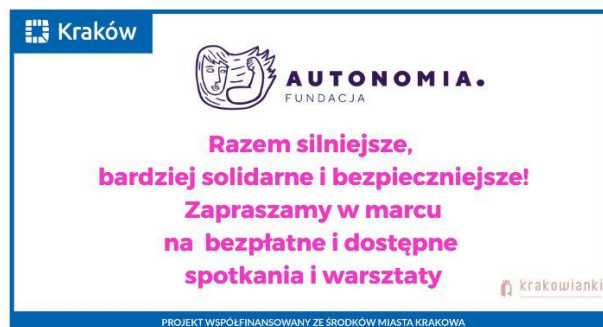 Kraków
AUTONOMIA.
FUNDACJA
Razem silniejsze,
bardziej solidarne i bezpieczniejsze!
Zapraszamy w marcu
na bezpłatne i dostępne
spotkania i warsztaty
krakowianki
PROJEKT WSPÓŁFINANSOWANY ZE ŚRODKÓW MIASTA KRAKOWA